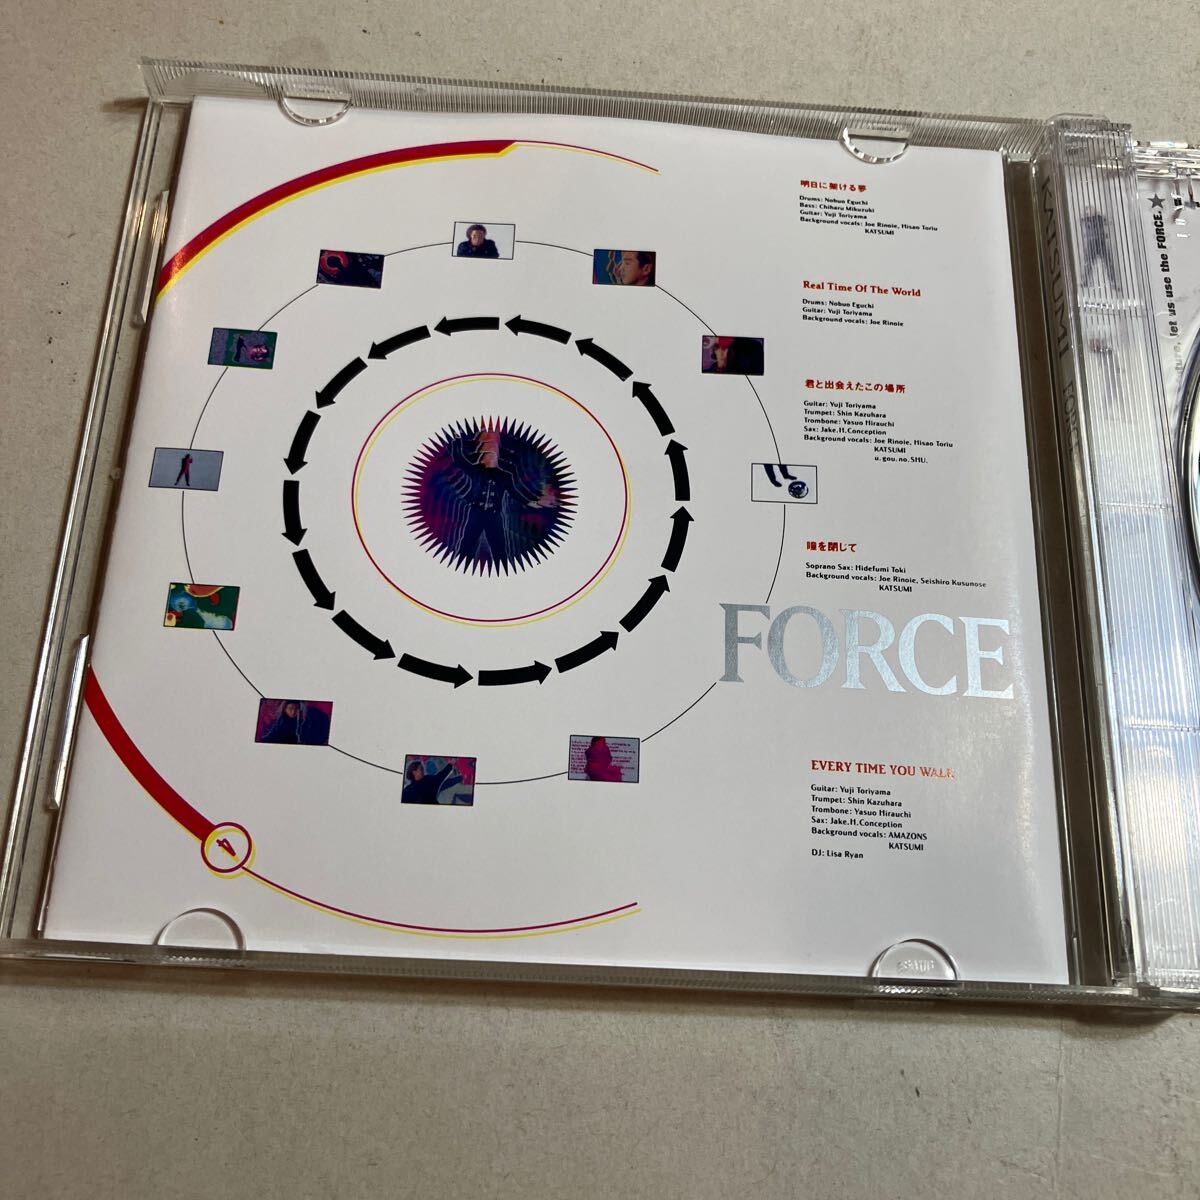 明日に架ける夢
Drums: Nobuo Eguchi
Bass: Chiharu Mikuzuki
Guitar: Yuji Toriyama
Background vocals: Joe Rinoie, Hisao Toriu
KATSUMI
Real Time Of The World
Drums: Nobuo Eguchi
Guitar: Yuji Toriyama
Background vocals: Joe Rinoie
君と出会えたこの場所
Guitar: Yuji Toriyama
Trumpet: Shin Kazuhara
Trombone: Yasuo Hirauchi
Sax: Jake.H.Conception
Background vocals: Joe Rinoie, Hisao Toriu
KATSUMI
u.gou.no.SHU.
瞳を閉じて
Soprano Sax: Hidefumi Toki
Background vocals: Joe Rinoie, Seishiro Kusunose
KATSUMI
FORCE
EVERY TIME YOU WALK
Guitar: Yuji Toriyama
Trumpet: Shin Kazuhara
Trombone: Yasuo Hirauchi
Sax: Jake.H.Conception
Background vocals: AMAZONS
KATSUMI
DJ: Lisa Ryan
4
KATSUMI FORCE
let us use the FORCE.★